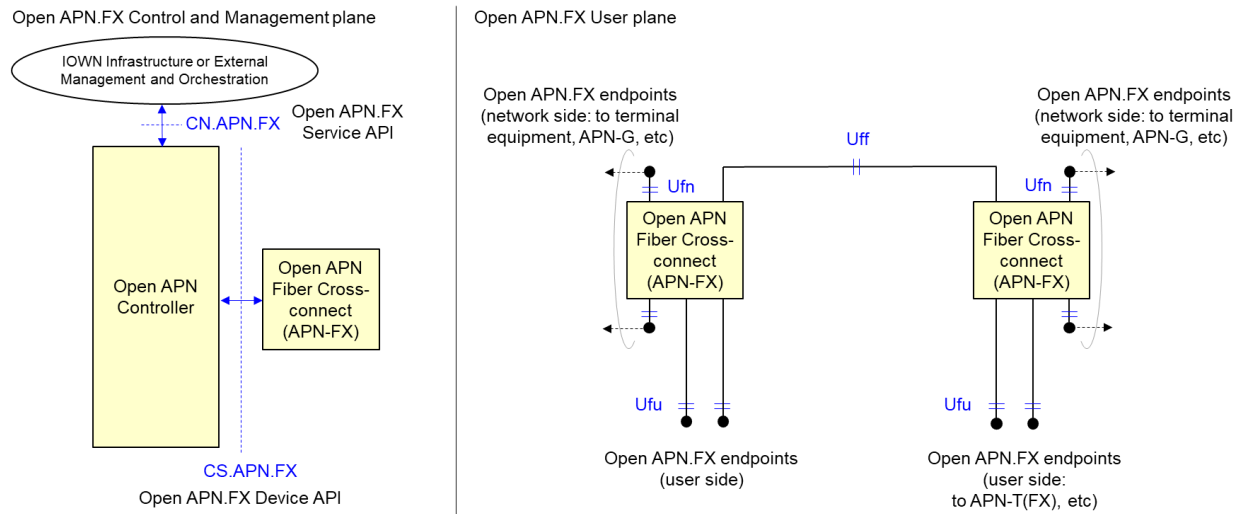 Open APN.FX Control and Management plane
IOWN Infrastructure or External
Management and Orchestration
CN.APN.FX
Open APN.FX
Service API
Open APN
Controller
Open APN
Fiber Cross-
connect
(APN-FX)
CS.APN.FX
Open APN.FX Device API
Open APN.FX User plane
Open APN.FX endpoints
(network side: to terminal
equipment, APN-G, etc)
Uff
Open APN.FX endpoints
(network side: to terminal
equipment, APN-G, etc)
Ufn
Open APN
Fiber Cross-
connect
(APN-FX)
Ufn
Open APN
Fiber Cross-
connect
(APN-FX)
Ufu
Open APN.FX endpoints
(user side)
Ufu
Open APN.FX endpoints
(user side:
to APN-T(FX), etc)